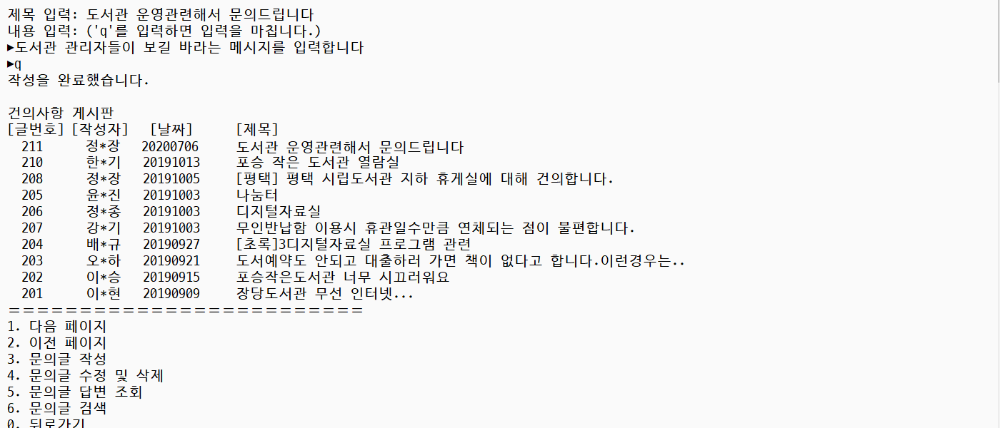 제목 입력: 도서관 운영관련해서 문의드립니다
내용 입력: ('q'를 입력하면 입력을 마칩니다.)
▶도서관 관리자들이 보길 바라는 메시지를 입력합니다
▶q
작성을 완료했습니다.
건의사항 게시판
[글번호] [작성자] [날짜] [제목]
211 정*장 20200706 도서관 운영관련해서 문의드립니다
210 한*기 20191013 포승 작은 도서관 열람실
208 정*장 20191005 [평택] 평택 시립도서관 지하 휴게실에 대해 건의합니다.
205 윤*진 20191003 나눔터
206 정*종 20191003 디지털자료실
207 강*기 20191003 무인반납함 이용시 휴관일수만큼 연체되는 점이 불편합니다.
204 배*규 20190927 [초록]3디지털자료실 프로그램 관련
203 오*하 20190921 도서예약도 안되고 대출하러 가면 책이 없다고 합니다.이런경우는..
202 이*승 20190915 포승작은도서관 너무 시끄러워요
201 이*현 20190909 장당도서관 무선 인터넷...
=========================
1. 다음 페이지
2. 이전 페이지
3. 문의글 작성
4. 문의글 수정 및 삭제
5. 문의글 답변 조회
6. 문의글 검색
0. 뒤로가기